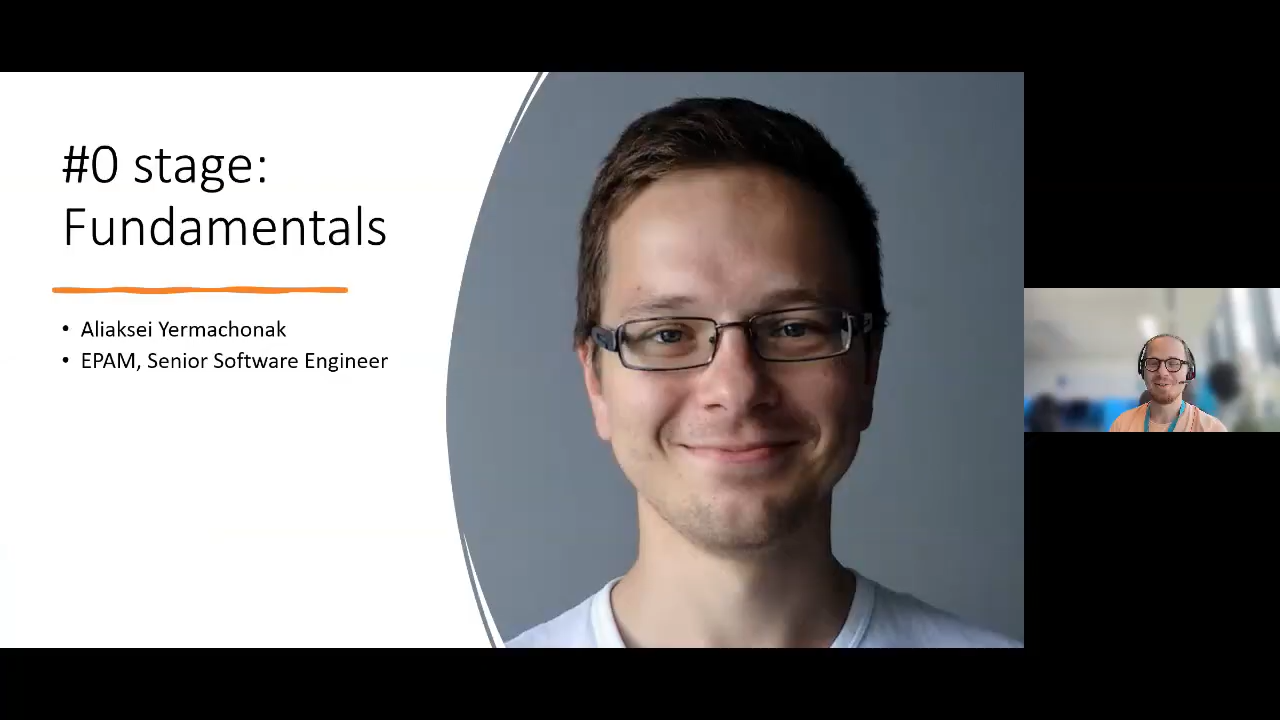 #0 stage:
Fundamentals
• Aliaksei Yermachonak
• EPAM, Senior Software Engineer